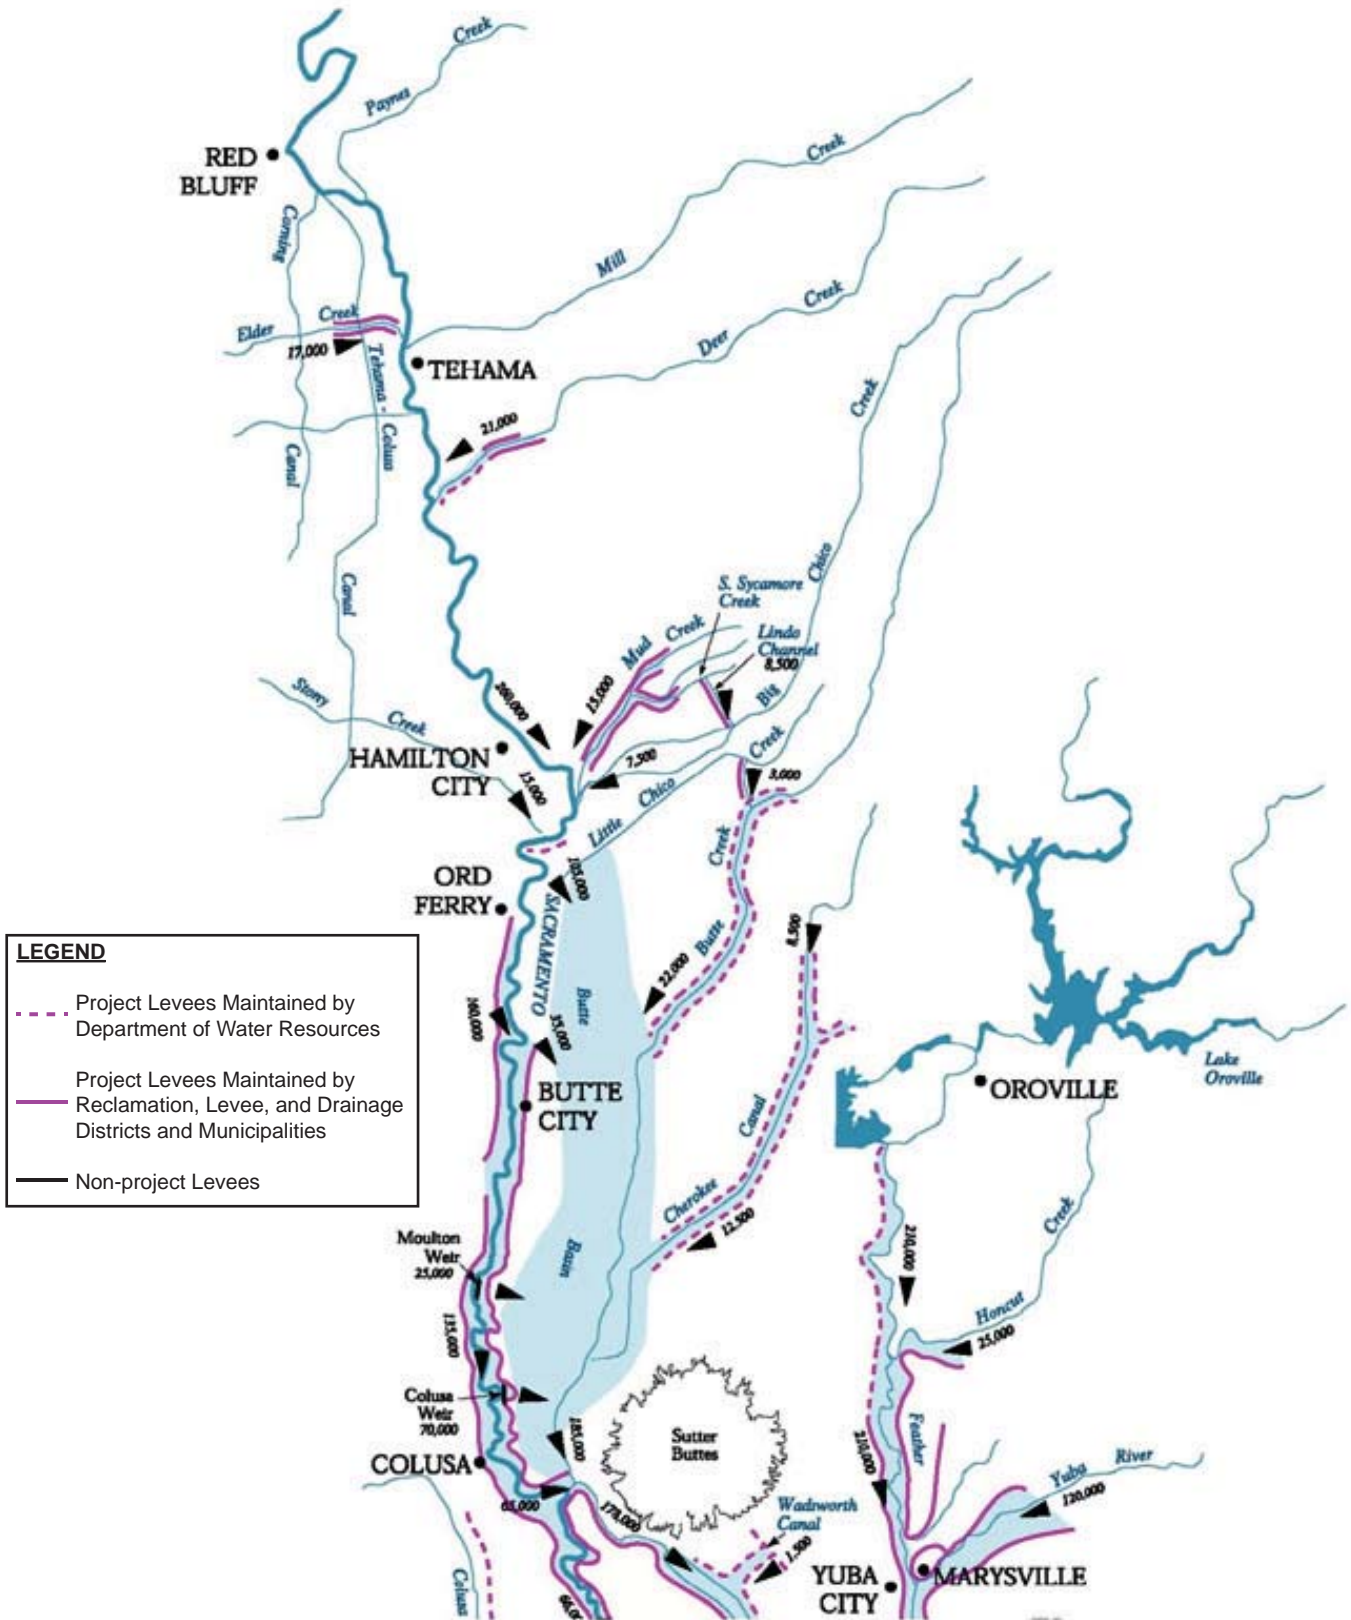 Creek
Paynes
RED
BLUFF
Creek
Corning
Mill
Creek
Elder
Creek
17,000
Deer
Creek
TEHAMA
Tehama -
Colusa
Canal
21,000
Canal
Creek
Chico
S. Sycamore
Creek
Mud
Creek
Lindo
Channel
8,500
Big
Stony
Creek
260,000
15,000
HAMILTON
CITY
15,000
7,500
Creek
3,000
Chico
Little
Creek
105,000
ORD
FERRY
SACRAMENTO
Butte
8,500
22,000
LEGEND
Project Levees Maintained by
Department of Water Resources
Project Levees Maintained by
Reclamation, Levee, and Drainage
Districts and Municipalities
Non-project Levees
160,000
Butte
35,000
BUTTE
CITY
Lake
Oroville
OROVILLE
Canal
Cherokee
12,500
Creek
Moulton
Weir
25,000
Basin
210,000
Honcut
25,000
135,000
Colusa
Weir
70,000
COLUSA
185,000
Sutter
Buttes
Feather
210,000
Yuba
River
120,000
65,000
178,000
Wadsworth
Canal
1,500
YUBA
CITY
MARYSVILLE
Colusa